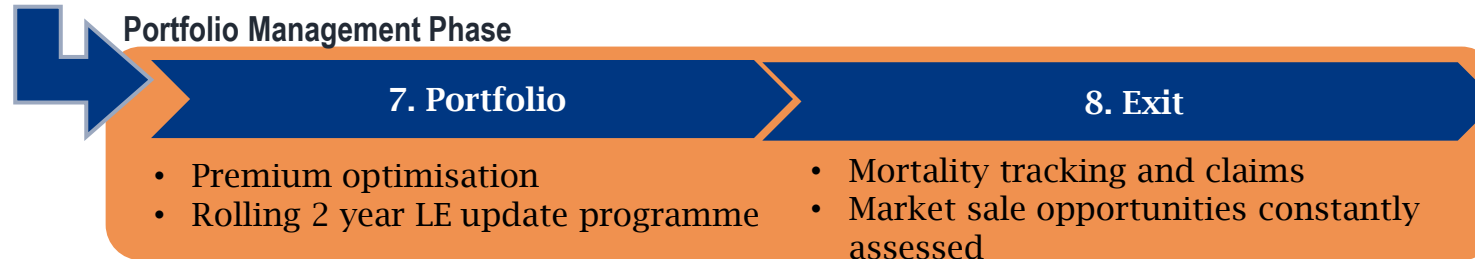 Portfolio Management Phase
7. Portfolio
• Premium optimisation
• Rolling 2 year LE update programme
8. Exit
• Mortality tracking and claims
• Market sale opportunities constantly
assessed